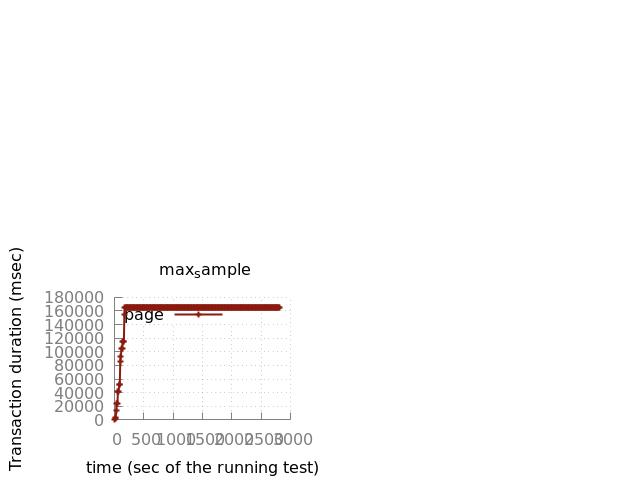 max_sample
Transaction duration (msec)
180000
160000
page
140000
120000
100000
80000
60000
40000
20000
0
0 500 1000 1500 2000 2500 3000
time (sec of the running test)